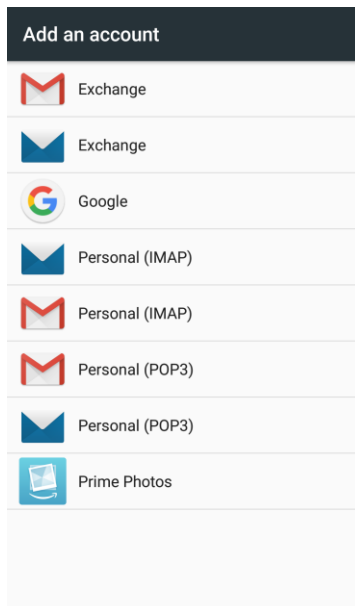 Add an account
Exchange
Exchange
Google
Personal (IMAP)
Personal (IMAP)
Personal (POP3)
Personal (POP3)
Prime Photos